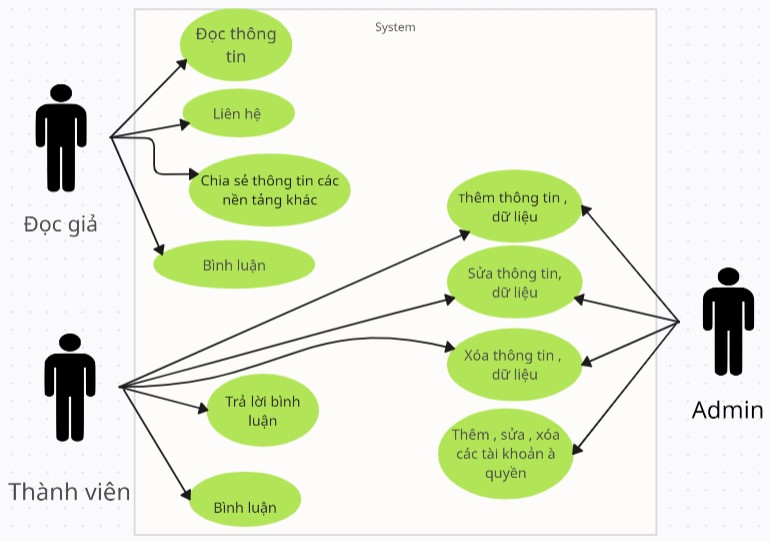 System
Đọc thông
tin
Liên hệ
Chia sẻ thông tin các
nền tảng khác
Bình luận
Đọc giả
Thêm thông tin ,
dữ liệu
Sửa thông tin,
dữ liệu
Xóa thông tin ,
dữ liệu
Thêm , sửa , xóa
các tài khoản à
quyền
Admin
Trả lời bình
luận
Bình luận
Thành viên